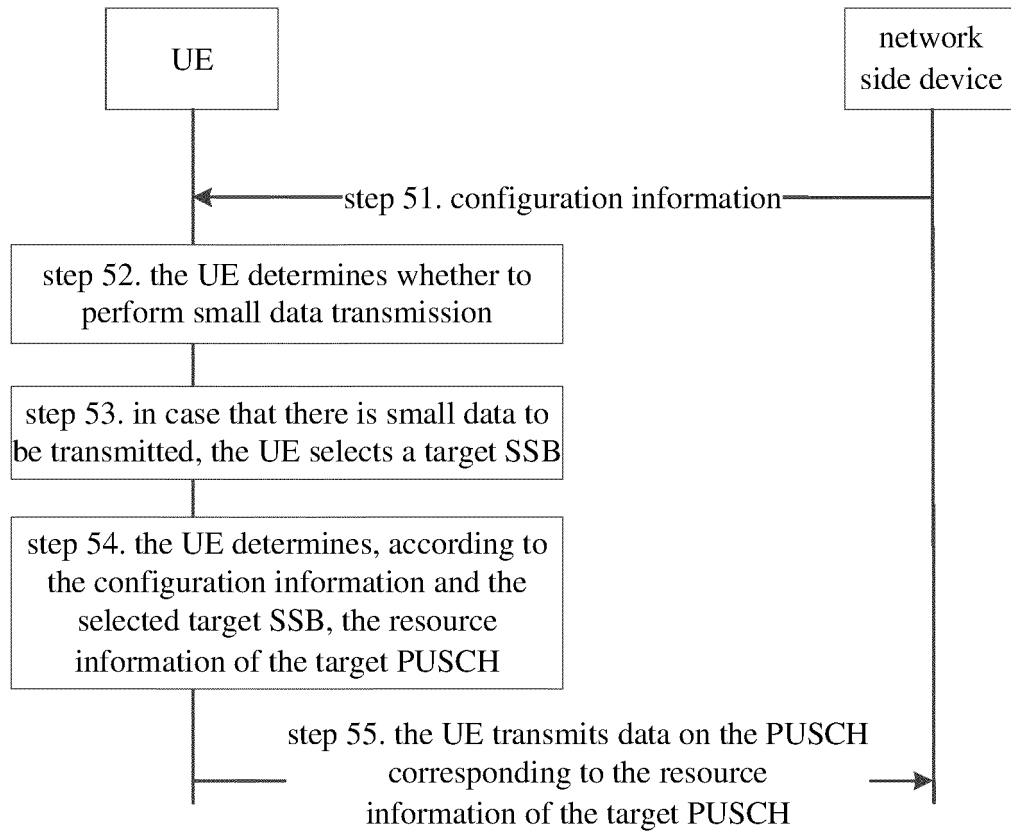 UE
network
side device
step 51. configuration information
step 52. the UE determines whether to
perform small data transmission
step 53. in case that there is small data to
be transmitted, the UE selects a target SSB
step 54. the UE determines, according to
the configuration information and the
selected target SSB, the resource
information of the target PUSCH
step 55. the UE transmits data on the PUSCH
corresponding to the resource
information of the target PUSCH